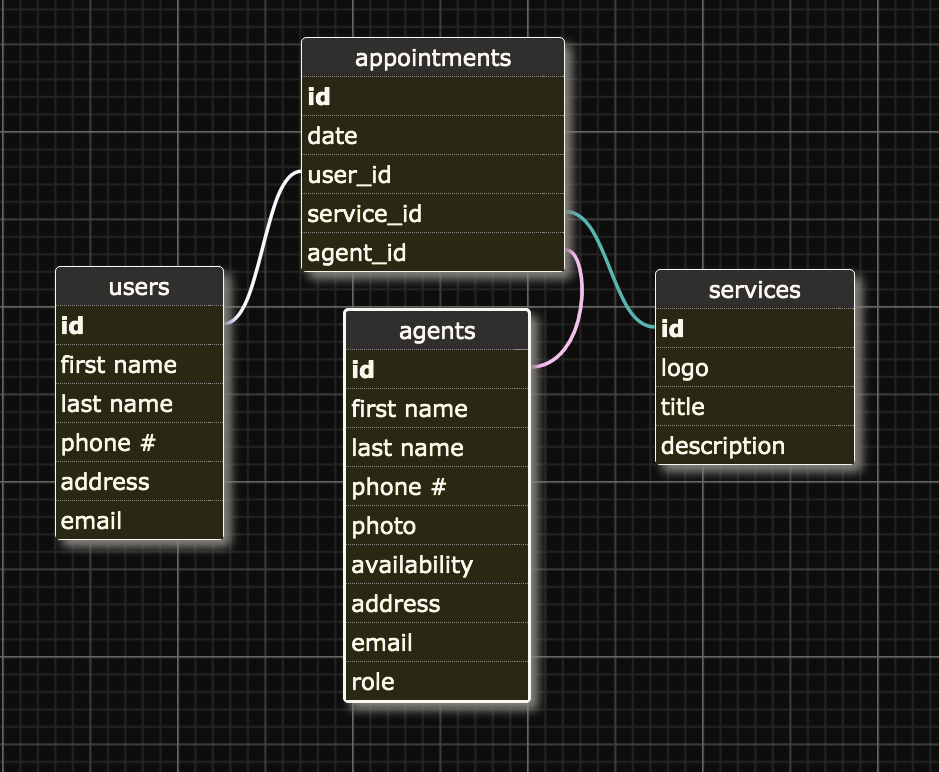 appointments
id
date
user_id
service_id
agent_id
users
id
first name
last name
phone #
address
email
agents
id
first name
last name
phone #
photo
availability
address
email
role
services
id
logo
title
description